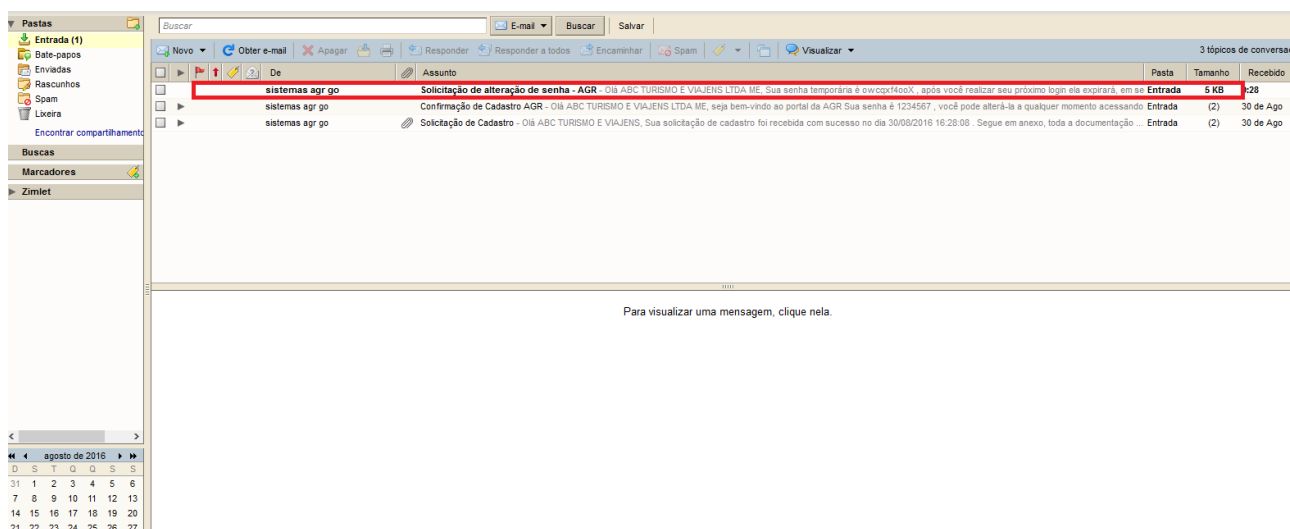 Pastas
Entrada (1)
Bate-papos
Enviadas
Rascunhos
Spam
Lixeira
Encontrar compartilhamento
Buscas
Marcadores
Zimlet
Buscar E-mail Buscar Salvar
Novo Obter e-mail Apagar Responder Responder a todos Encaminhar Spam Visualizar 3 tópicos de conversa
De Assunto Pasta Tamanho Recebido
sistemas agr go Solicitação de alteração de senha - AGR - Olá ABC TURISMO E VIAJENS LTDA ME, Sua senha temporária é owcqxf4ooX , após você realizar seu próximo login ela expirará, em se Entrada 5 KB :28
sistemas agr go Confirmação de Cadastro AGR - Olá ABC TURISMO E VIAJENS LTDA ME, seja bem-vindo ao portal da AGR Sua senha é 1234567 , você pode alterá-la a qualquer momento acessando Entrada (2) 30 de Ago
sistemas agr go Solicitação de Cadastro - Olá ABC TURISMO E VIAJENS, Sua solicitação de cadastro foi recebida com sucesso no dia 30/08/2016 16:28:08 . Segue em anexo, toda a documentação ... Entrada (2) 30 de Ago
Para visualizar uma mensagem, clique nela.
agosto de 2016
D S T Q Q S S
31 1 2 3 4 5 6
7 8 9 10 11 12 13
14 15 16 17 18 19 20
21 22 23 24 25 26 27